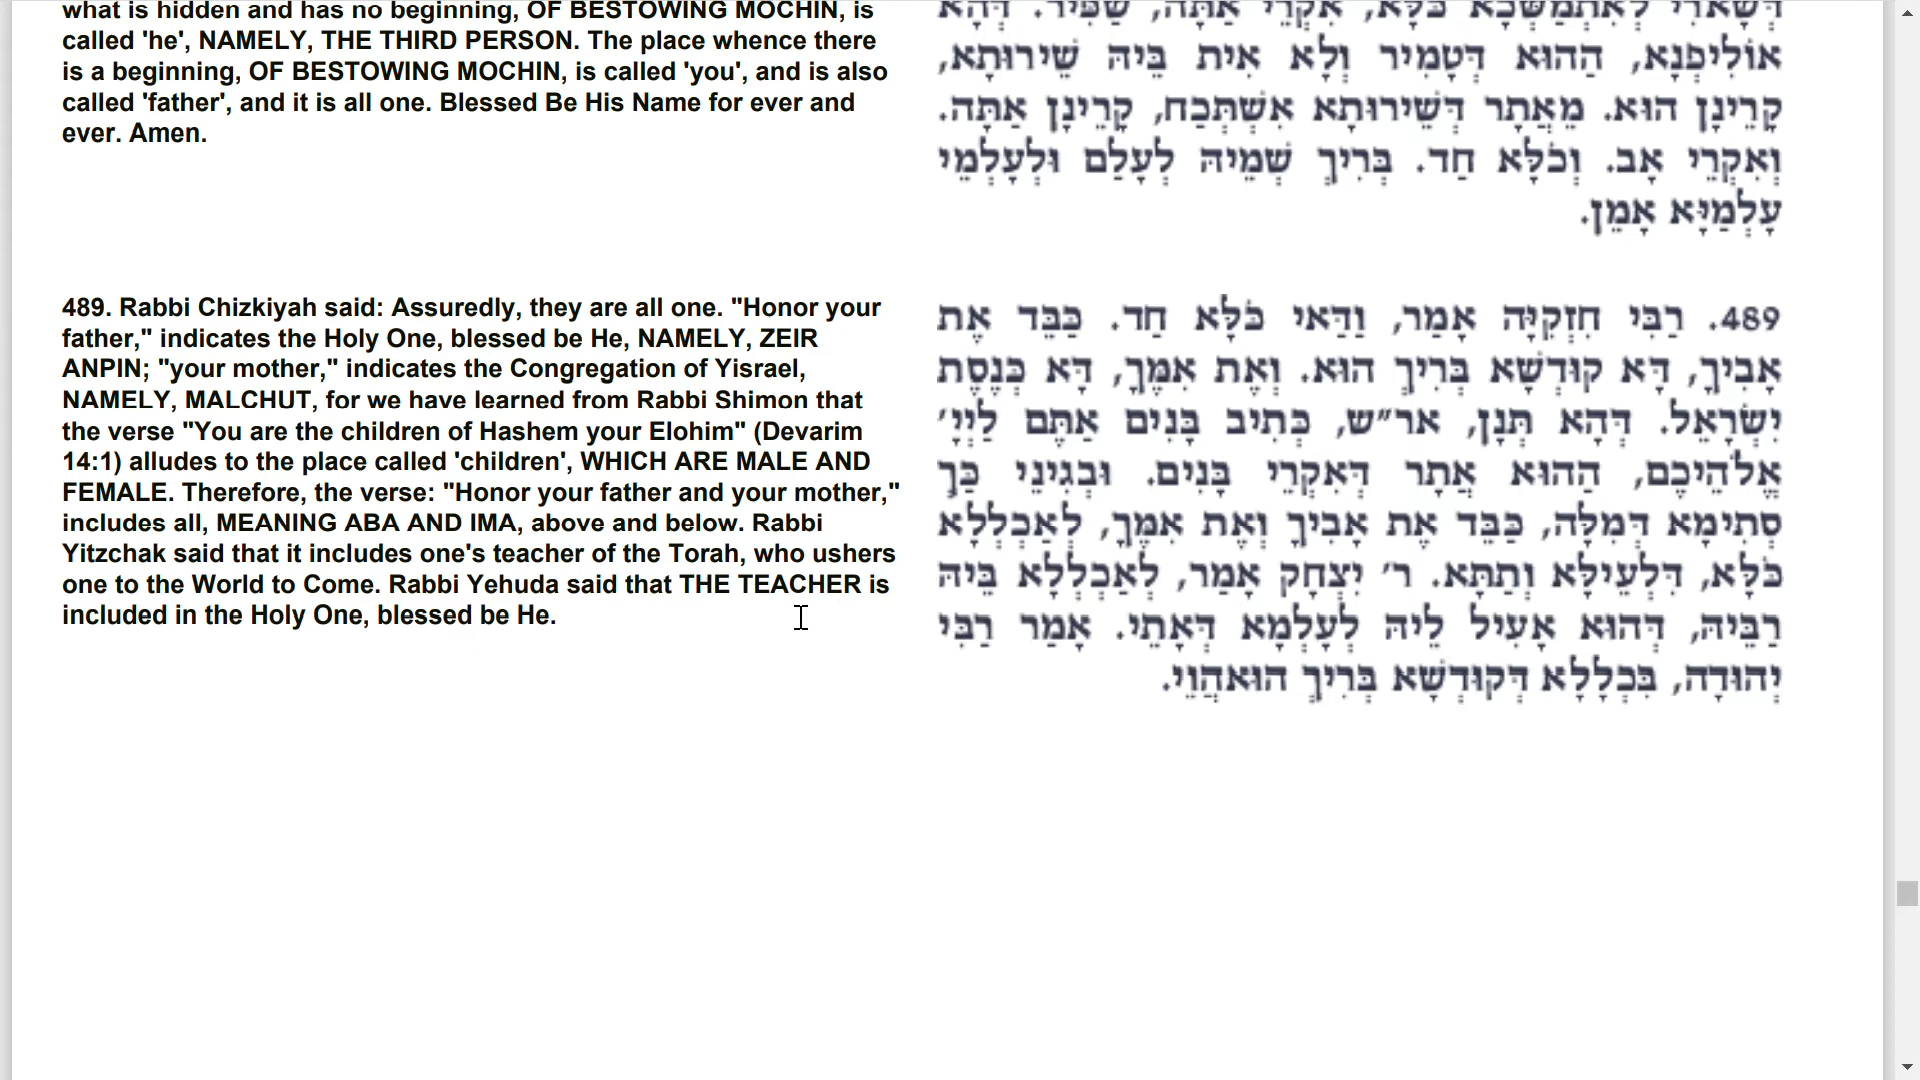 what is hidden and has no beginning, OF BESTOWING MOCHIN, is
called 'he', NAMELY, THE THIRD PERSON. The place whence there
is a beginning, OF BESTOWING MOCHIN, is called 'you', and is also
called 'father', and it is all one. Blessed Be His Name for ever and
ever. Amen.
דְּשָׁארֵי לְאִתְמַשְּׁכָא כֹּלָּא, אִקְרֵי אַתָּה, שַׁפִּיר. דְּהָא
אוֹלִיפְנָא, הַהוּא דְּטָמִיר וְלָא אִית בֵּיהּ שֵׁירוּתָא,
קָרֵינָן הוּא. מֵאֲתָר דְּשֵׁירוּתָא אִשְׁתְּכַח, קָרֵינָן אַתָּה.
וְאִקְרֵי אָב. וְכֹלָּא חַד. בְּרִיךְ שְׁמֵיהּ לְעָלַם וּלְעָלְמֵי
עָלְמַיָּא אָמֵן.
489. Rabbi Chizkiyah said: Assuredly, they are all one. "Honor your
father," indicates the Holy One, blessed be He, NAMELY, ZEIR
ANPIN; "your mother," indicates the Congregation of Yisrael,
NAMELY, MALCHUT, for we have learned from Rabbi Shimon that
the verse "You are the children of Hashem your Elohim" (Devarim
14:1) alludes to the place called 'children', WHICH ARE MALE AND
FEMALE. Therefore, the verse: "Honor your father and your mother,"
includes all, MEANING ABA AND IMA, above and below. Rabbi
Yitzchak said that it includes one's teacher of the Torah, who ushers
one to the World to Come. Rabbi Yehuda said that THE TEACHER is
included in the Holy One, blessed be He.
489. רַבִּי חִזְקִיָּה אָמַר, וַדַּאי כֹּלָּא חַד. כַּבֵּד אֶת
אָבִיךָ, דָּא קוּדְשָׁא בְּרִיךְ הוּא. וְאֶת אִמֶּךָ, דָּא כְּנֶסֶת
יִשְׂרָאֵל. דְּהָא תְּנָן, אר״ש, כְּתִיב בָּנִים אַתֶּם לַיְיָ׳
אֱלֹהֵיכֶם, הַהוּא אֲתָר דְּאִקְרֵי בָּנִים. וּבְגִינֵי כַּךְ
סְתִימָא דְּמִלָּה, כַּבֵּד אֶת אָבִיךָ וְאֶת אִמֶּךָ, לְאַכְלְלָא
כֹּלָּא, דִּלְעֵילָּא וְתַתָּא. ר׳ יִצְחָק אָמַר, לְאַכְלְלָא בֵּיהּ
רַבֵּיהּ, דְּהוּא אָעִיל לֵיהּ לְעָלְמָא דְּאָתֵי. אָמַר רַבִּי
יְהוּדָה, בִּכְלָלָא דְּקוּדְשָׁא בְּרִיךְ הוּאהֲוֵי.